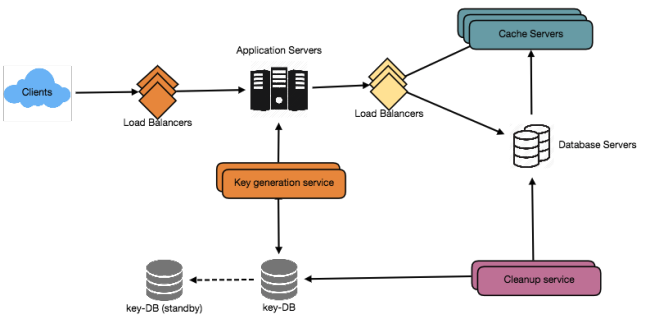 Cache Servers
Application Servers
Clients
Load Balancers
Load Balancers
Database Servers
Key generation service
Cleanup service
key-DB (standby)
key-DB